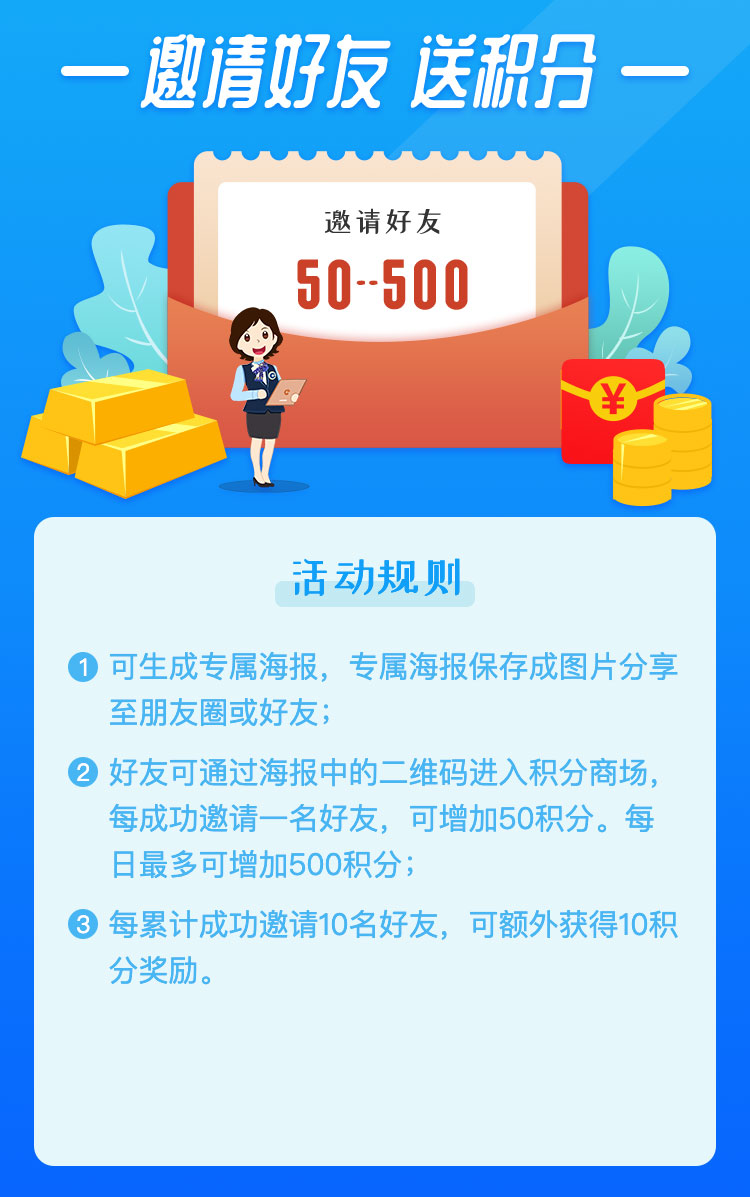 邀请好友 送积分
邀请好友
50--500
¥
活动规则
1 可生成专属海报，专属海报保存成图片分享
至朋友圈或好友；
2 好友可通过海报中的二维码进入积分商场，
每成功邀请一名好友，可增加50积分。每
日最多可增加500积分；
3 每累计成功邀请10名好友，可额外获得10积
分奖励。